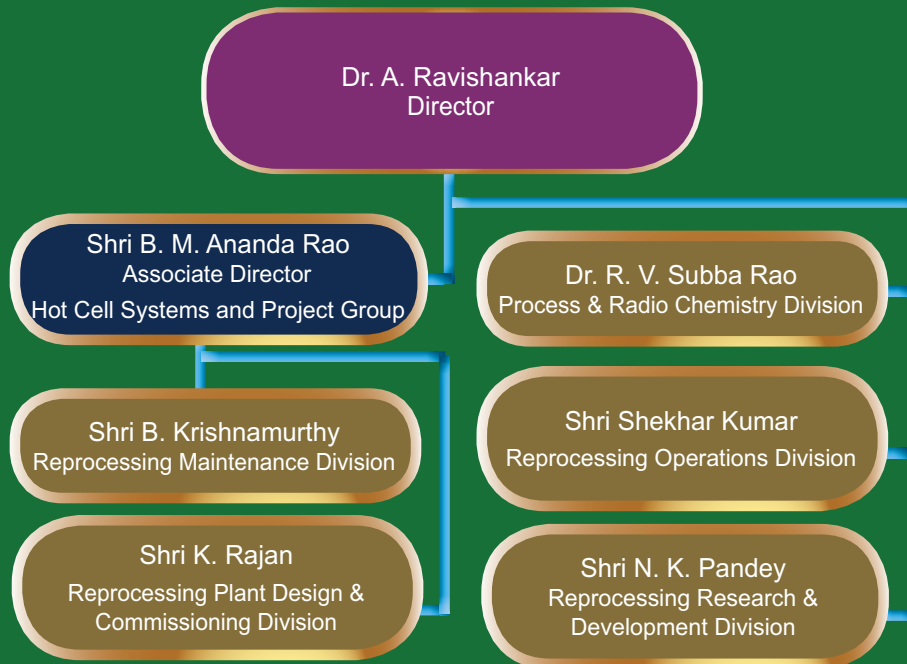 Dr. A. Ravishankar
Director
Shri B. M. Ananda Rao
Associate Director
Hot Cell Systems and Project Group
Dr. R. V. Subba Rao
Process & Radio Chemistry Division
Shri B. Krishnamurthy
Reprocessing Maintenance Division
Shri Shekhar Kumar
Reprocessing Operations Division
Shri K. Rajan
Reprocessing Plant Design &
Commissioning Division
Shri N. K. Pandey
Reprocessing Research &
Development Division